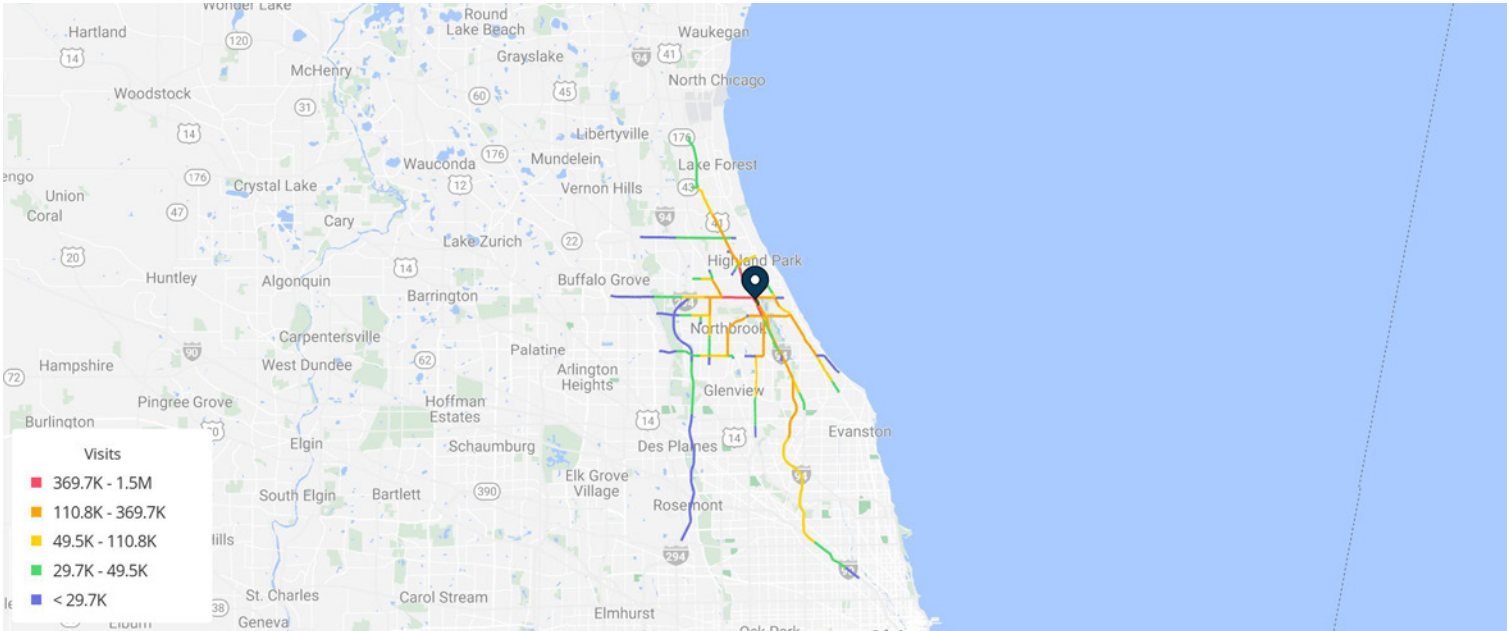 Wonder Lake
Round
Lake Beach
Waukegan
Hartland
120
14
41
94
Grayslake
McHenry
North Chicago
Woodstock
60
45
31
14
Libertyville
176
Wauconda
176
Mundelein
Lake Forest
engo
176
Crystal Lake
12
Vernon Hills
43
Union
Coral
47
Cary
94
41
20
Lake Zurich
22
Highland Park
Huntley
Algonquin
14
Buffalo Grove
Barrington
Northbrook
Carpentersville
90
Palatine
Hampshire
West Dundee
62
Arlington
Heights
72
Glenview
Pingree Grove
Hoffman
Estates
Burlington
14
Evanston
Elgin
Schaumburg
Des Plaines
14
Visits
369.7K - 1.5M
110.8K - 369.7K
49.5K - 110.8K
29.7K - 49.5K
< 29.7K
Elk Grove
Village
94
South Elgin
Bartlett
390
Rosemont
294
St. Charles
Carol Stream
38
Geneva
Elmhurst
Oak Park
Elburn